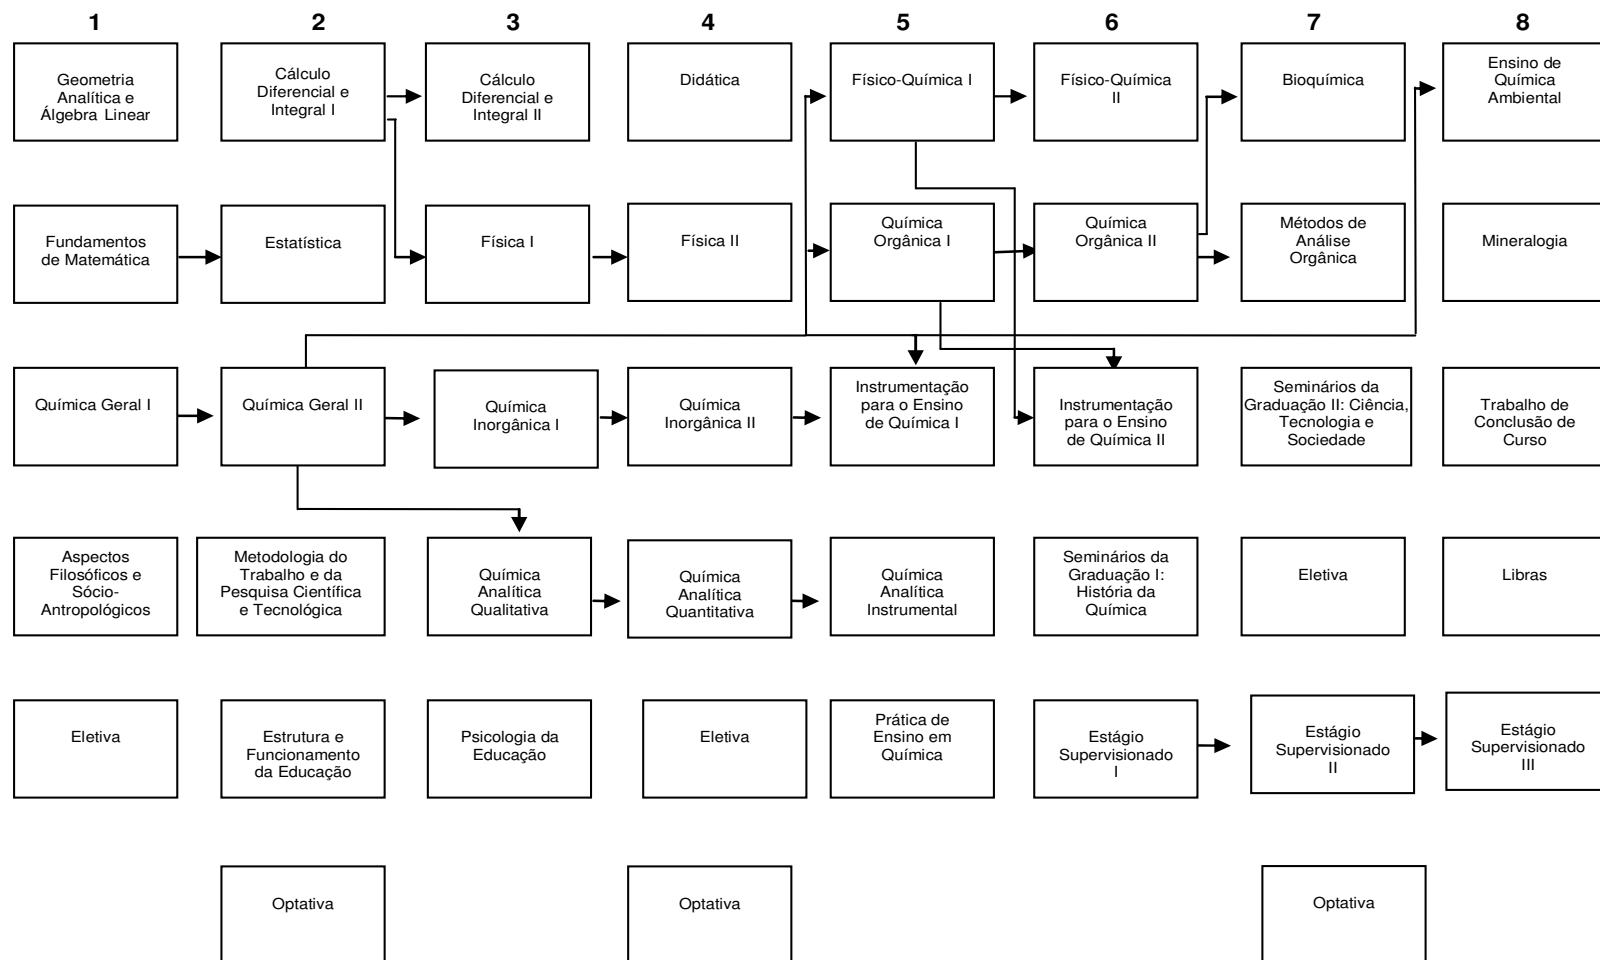 1 2 3 4 5 6 7 8
Geometria
Analítica e
Álgebra Linear
Cálculo
Diferencial e
Integral I
Cálculo
Diferencial e
Integral II
Didática
Físico-Química I
Físico-Química
II
Bioquímica
Ensino de
Química
Ambiental
Fundamentos
de Matemática
Estatística
Física I
Física II
Química
Orgânica I
Química
Orgânica II
Métodos de
Análise
Orgânica
Mineralogia
Química Geral I
Química Geral II
Química
Inorgânica I
Química
Inorgânica II
Instrumentação
para o Ensino
de Química I
Instrumentação
para o Ensino
de Química II
Seminários da
Graduação II: Ciência,
Tecnologia e
Sociedade
Trabalho de
Conclusão de
Curso
Aspectos
Filosóficos e
Sócio-
Antropológicos
Metodologia do
Trabalho e da
Pesquisa Científica
e Tecnológica
Química
Analítica
Qualitativa
Química
Analítica
Quantitativa
Química
Analítica
Instrumental
Seminários da
Graduação I:
História da
Química
Eletiva
Libras
Eletiva
Estrutura e
Funcionamento
da Educação
Psicologia da
Educação
Eletiva
Prática de
Ensino em
Química
Estágio
Supervisionado
I
Estágio
Supervisionado
II
Estágio
Supervisionado
III
Optativa
Optativa
Optativa